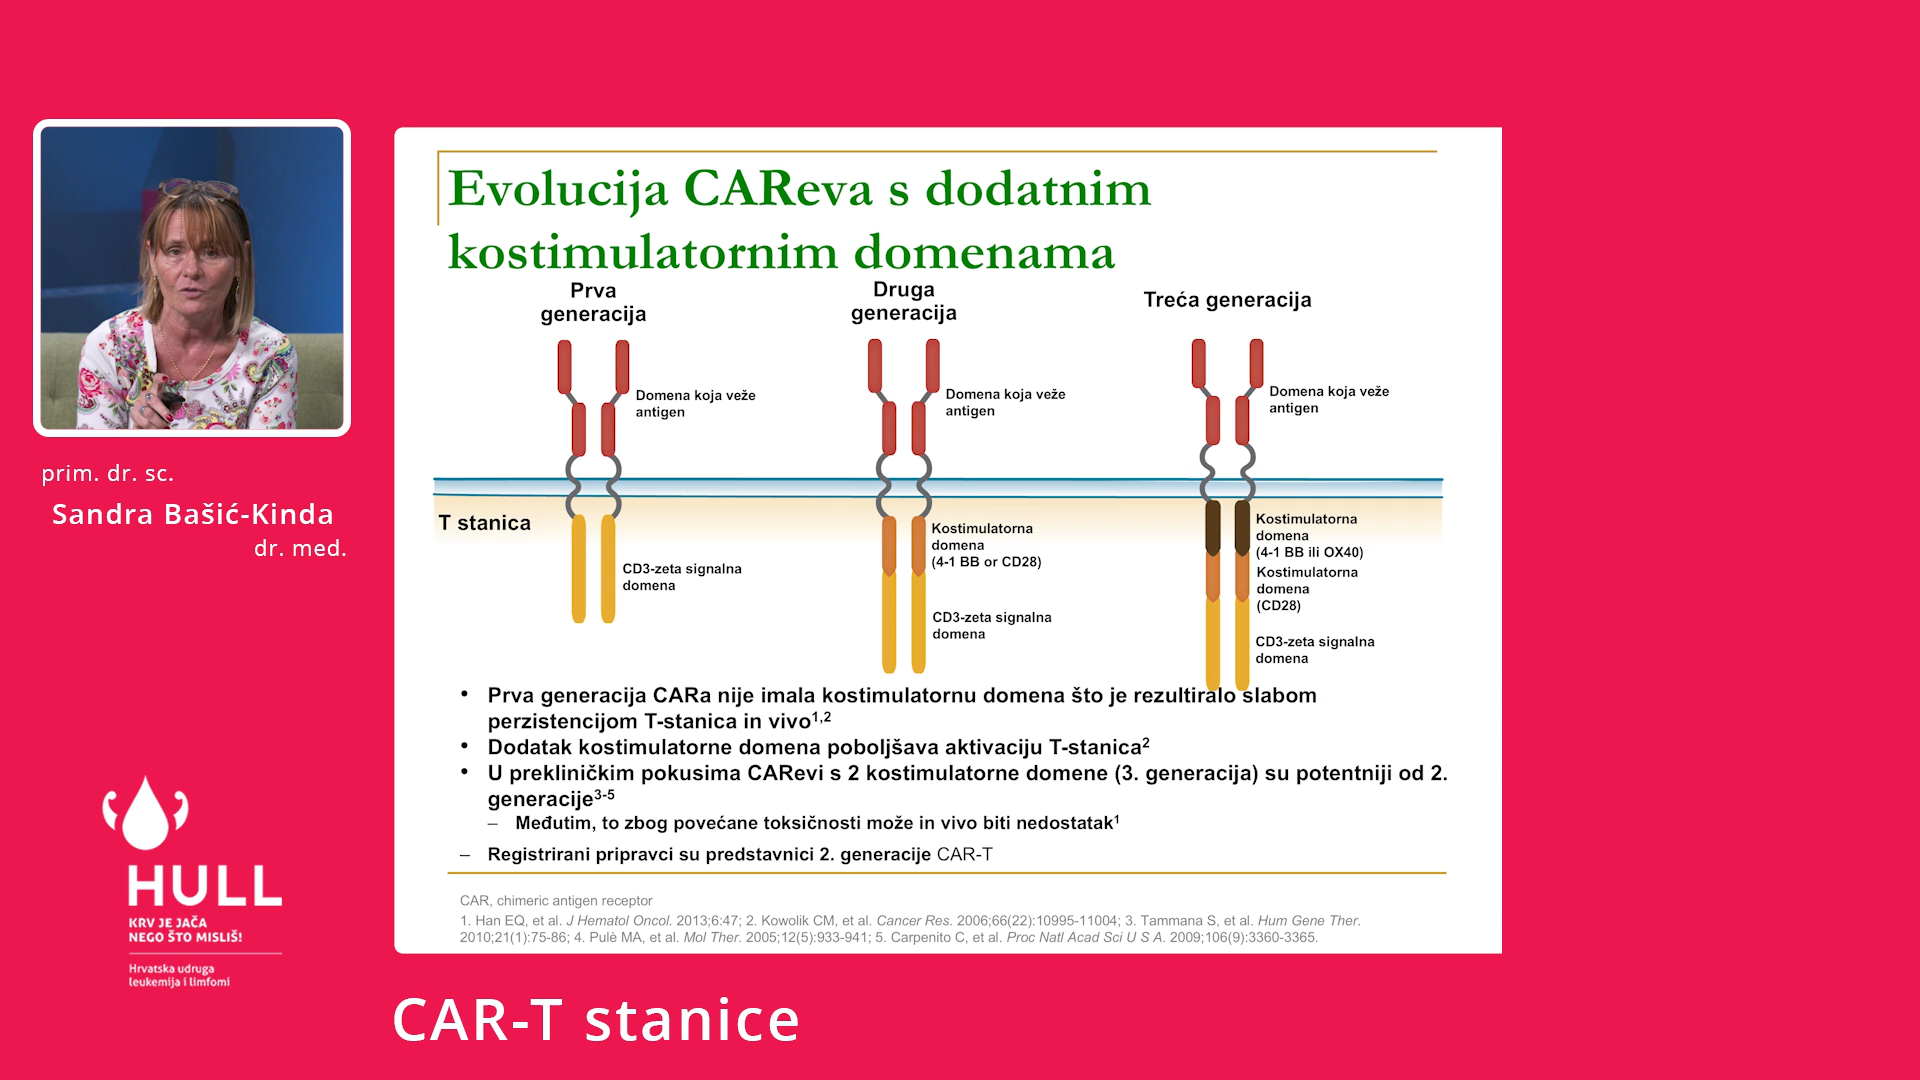 prim. dr. sc.
Sandra Bašić-Kinda
dr. med.
HULL
KRV JE JAČA
NEGO ŠTO MISLIŠ!
Hrvatska udruga
leukemija i limfomi
Evolucija CAReva s dodatnim
kostimulatornim domenama
Prva
generacija
Domena koja veže
antigen
CD3-zeta signalna
domena
Druga
generacija
Domena koja veže
antigen
Kostimulatorna
domena
(4-1 BB or CD28)
CD3-zeta signalna
domena
Treća generacija
Domena koja veže
antigen
Kostimulatorna
domena
(4-1 BB ili OX40)
Kostimulatorna
domena
(CD28)
CD3-zeta signalna
domena
T stanica
• Prva generacija CARa nije imala kostimulatornu domena što je rezultiralo slabom
perzistencijom T-stanica in vivo1,2
• Dodatak kostimulatorne domena poboljšava aktivaciju T-stanica2
• U prekliničkim pokusima CARevi s 2 kostimulatorne domene (3. generacija) su potentniji od 2.
generacije3-5
– Međutim, to zbog povećane toksičnosti može in vivo biti nedostatak1
– Registrirani pripravci su predstavnici 2. generacije CAR-T
CAR, chimeric antigen receptor
1. Han EQ, et al. J Hematol Oncol. 2013;6:47; 2. Kowolik CM, et al. Cancer Res. 2006;66(22):10995-11004; 3. Tammana S, et al. Hum Gene Ther.
2010;21(1):75-86; 4. Pulè MA, et al. Mol Ther. 2005;12(5):933-941; 5. Carpenito C, et al. Proc Natl Acad Sci U S A. 2009;106(9):3360-3365.
CAR-T stanice